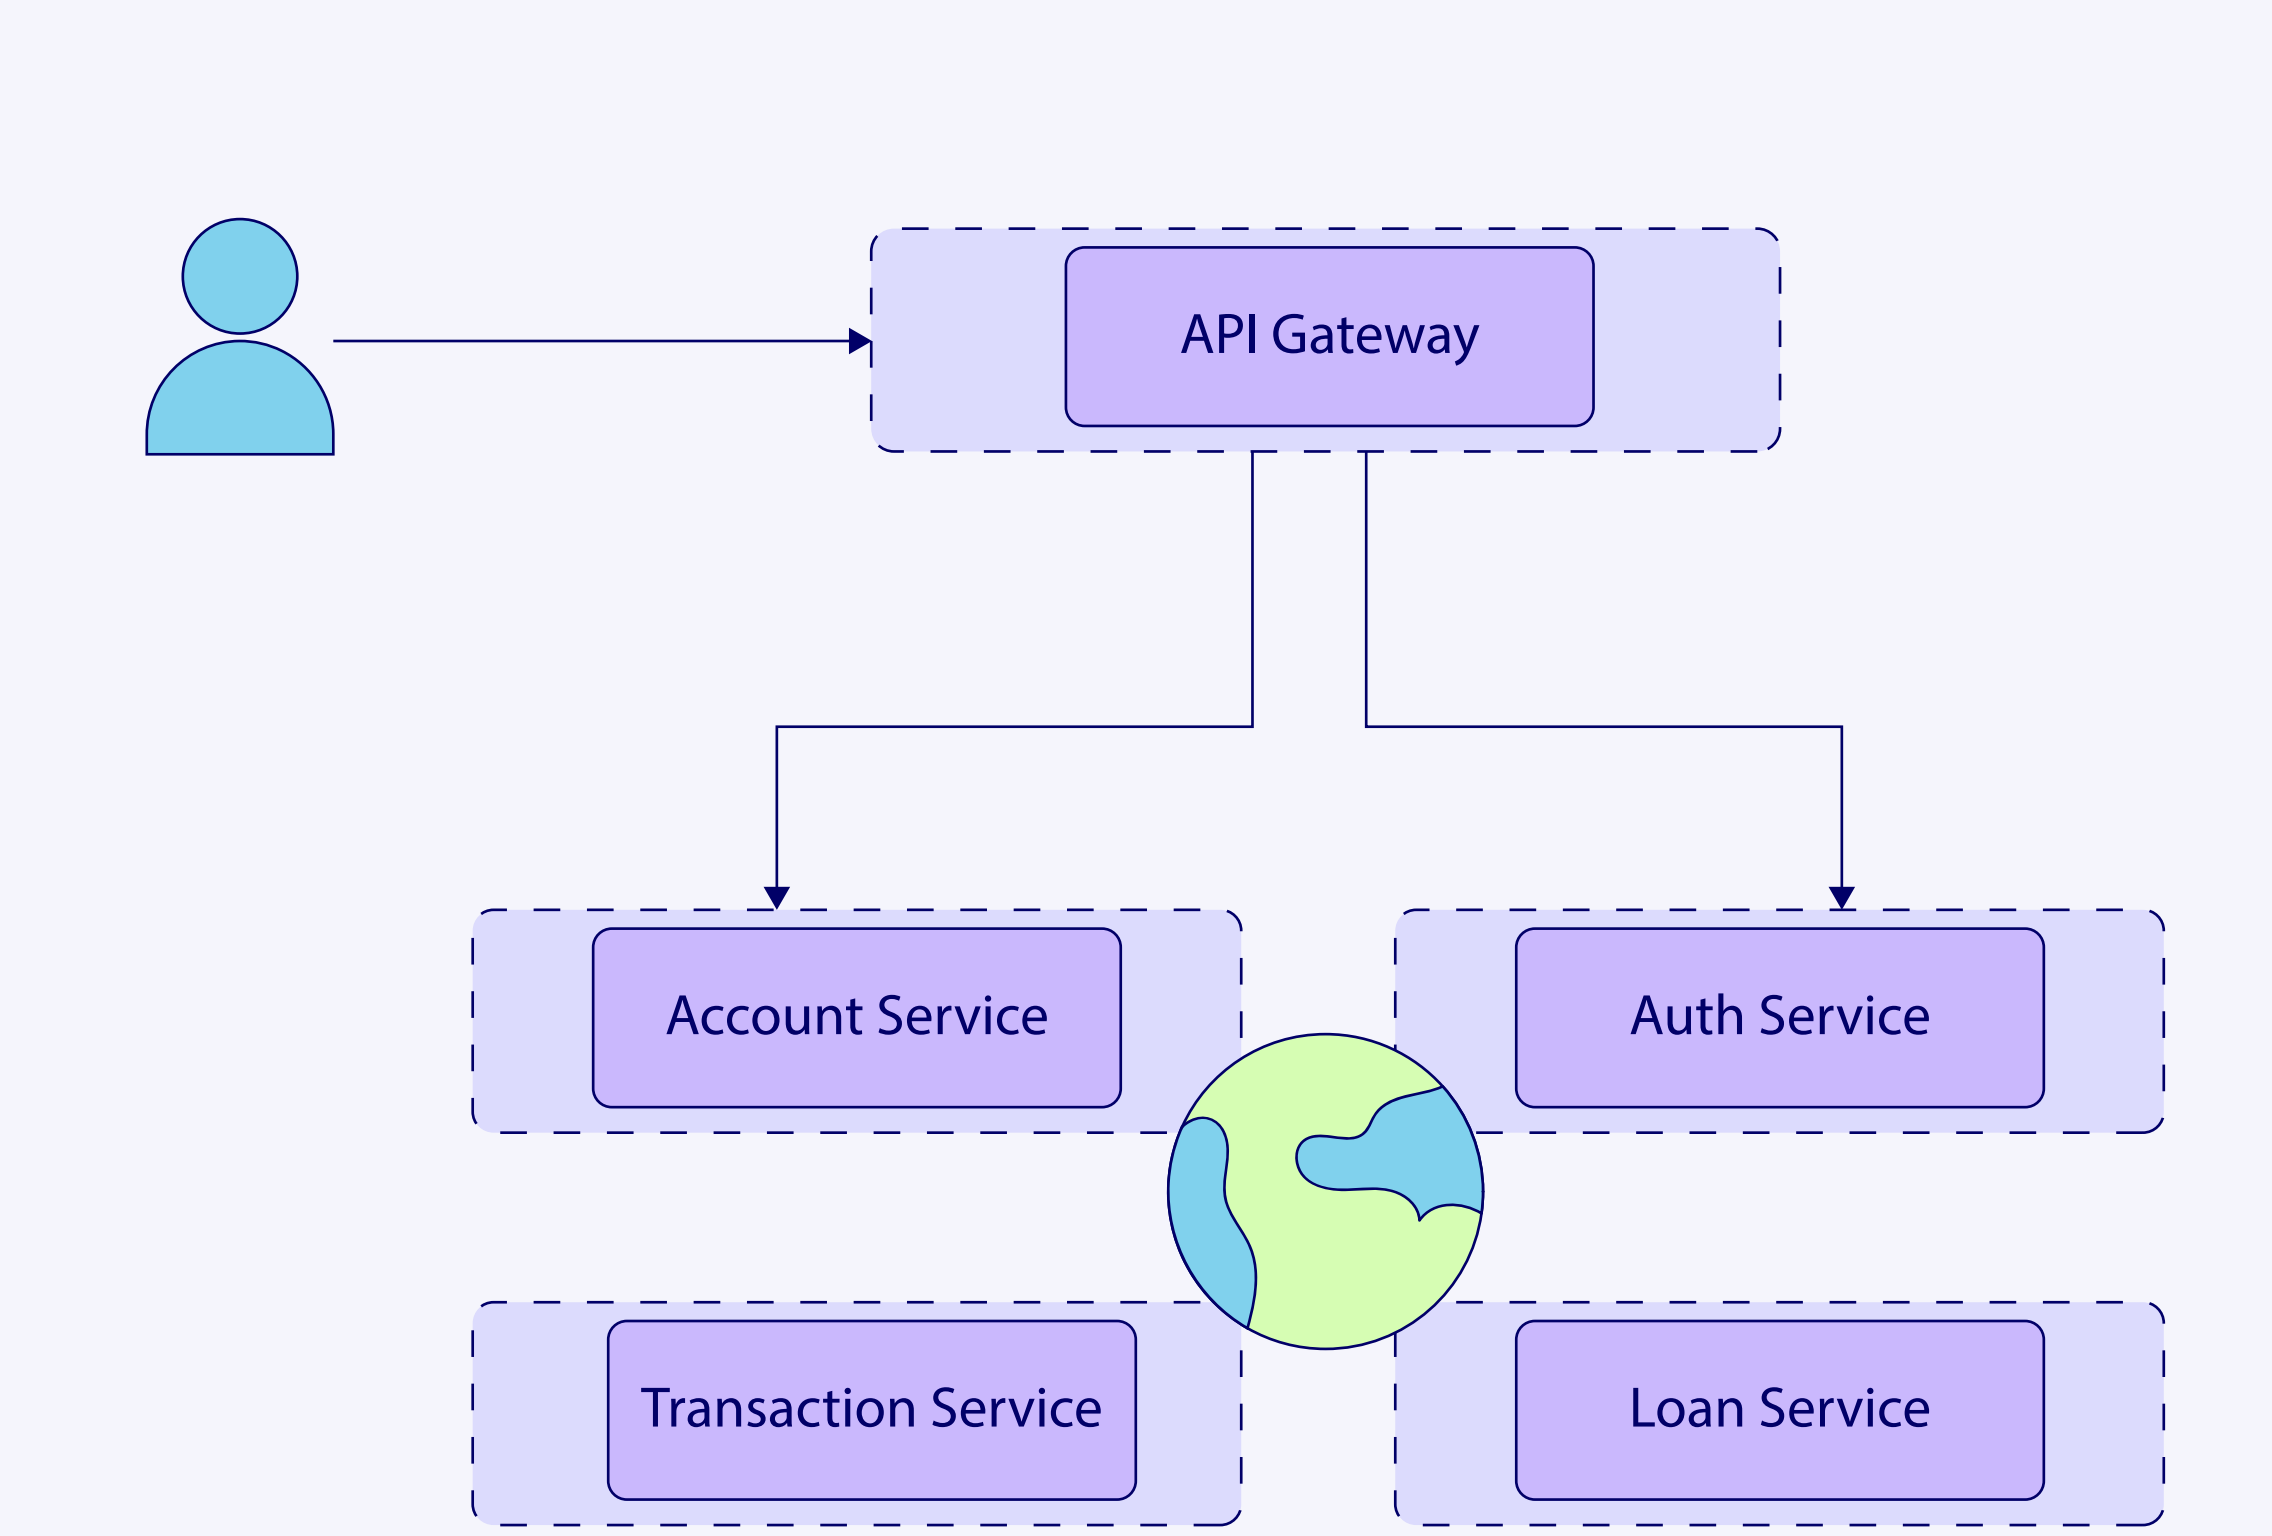 API Gateway
Account Service
Auth Service
Transaction Service
Loan Service